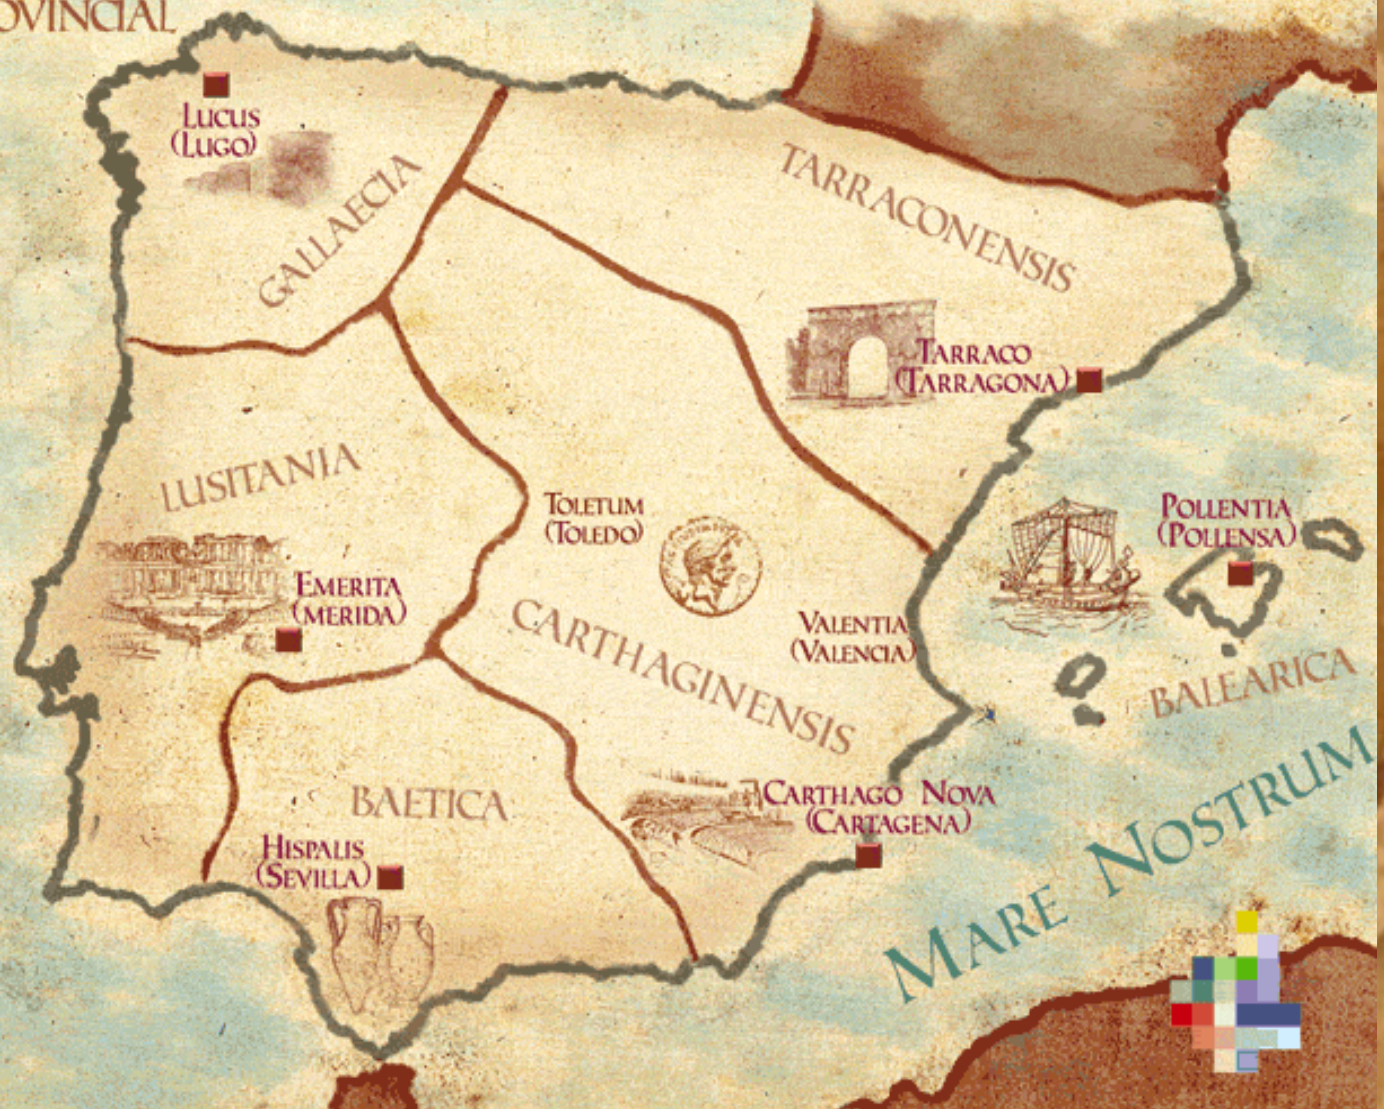 OVINCIAL
LUCUS
(LUGO)
GALLAECIA
TARRACONENSIS
TARRACO
(TARRAGONA)
LUSITANIA
TOLETUM
(TOLEDO)
POLLENTIA
(POLLENSA)
EMERITA
(MERIDA)
CARTHAGINENSIS
VALENTIA
(VALENCIA)
BALEARICA
BAETICA
CARTHAGO NOVA
(CARTAGENA)
HISPALIS
(SEVILLA)
MARE NOSTRUM